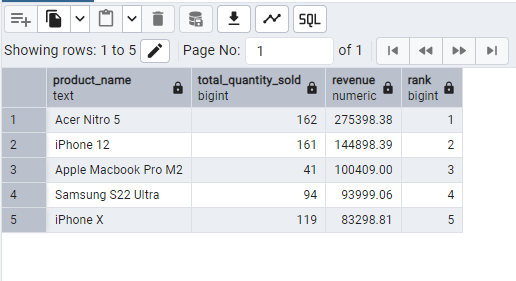 SQL
Showing rows: 1 to 5 Page No: 1 of 1
product_name total_quantity_sold revenue rank
text bigint numeric bigint
1 Acer Nitro 5 162 275398.38 1
2 iPhone 12 161 144898.39 2
3 Apple Macbook Pro M2 41 100409.00 3
4 Samsung S22 Ultra 94 93999.06 4
5 iPhone X 119 83298.81 5